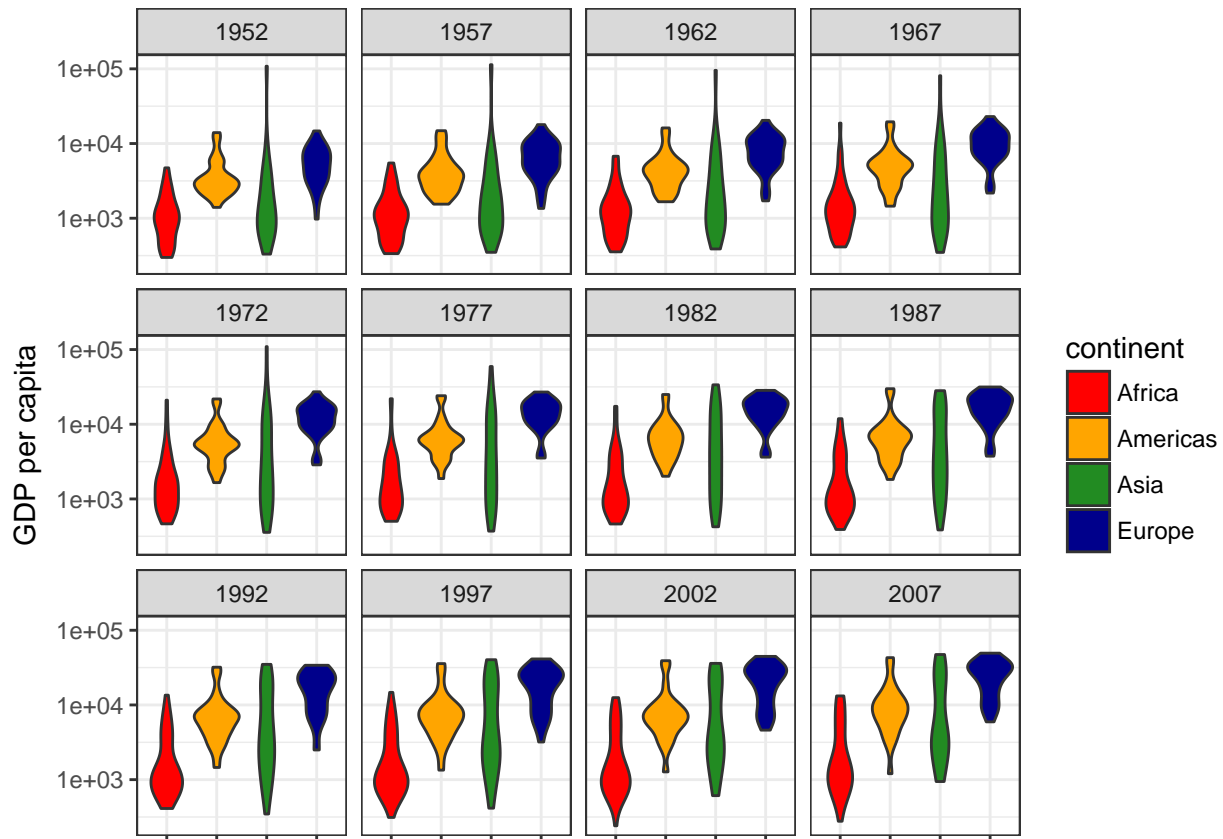 1952 1957 1962 1967
1e+05
1e+04
1e+03
1972 1977 1982 1987
1e+05
1e+04
1e+03
1992 1997 2002 2007
1e+05
1e+04
1e+03
GDP per capita
continent
Africa
Americas
Asia
Europe